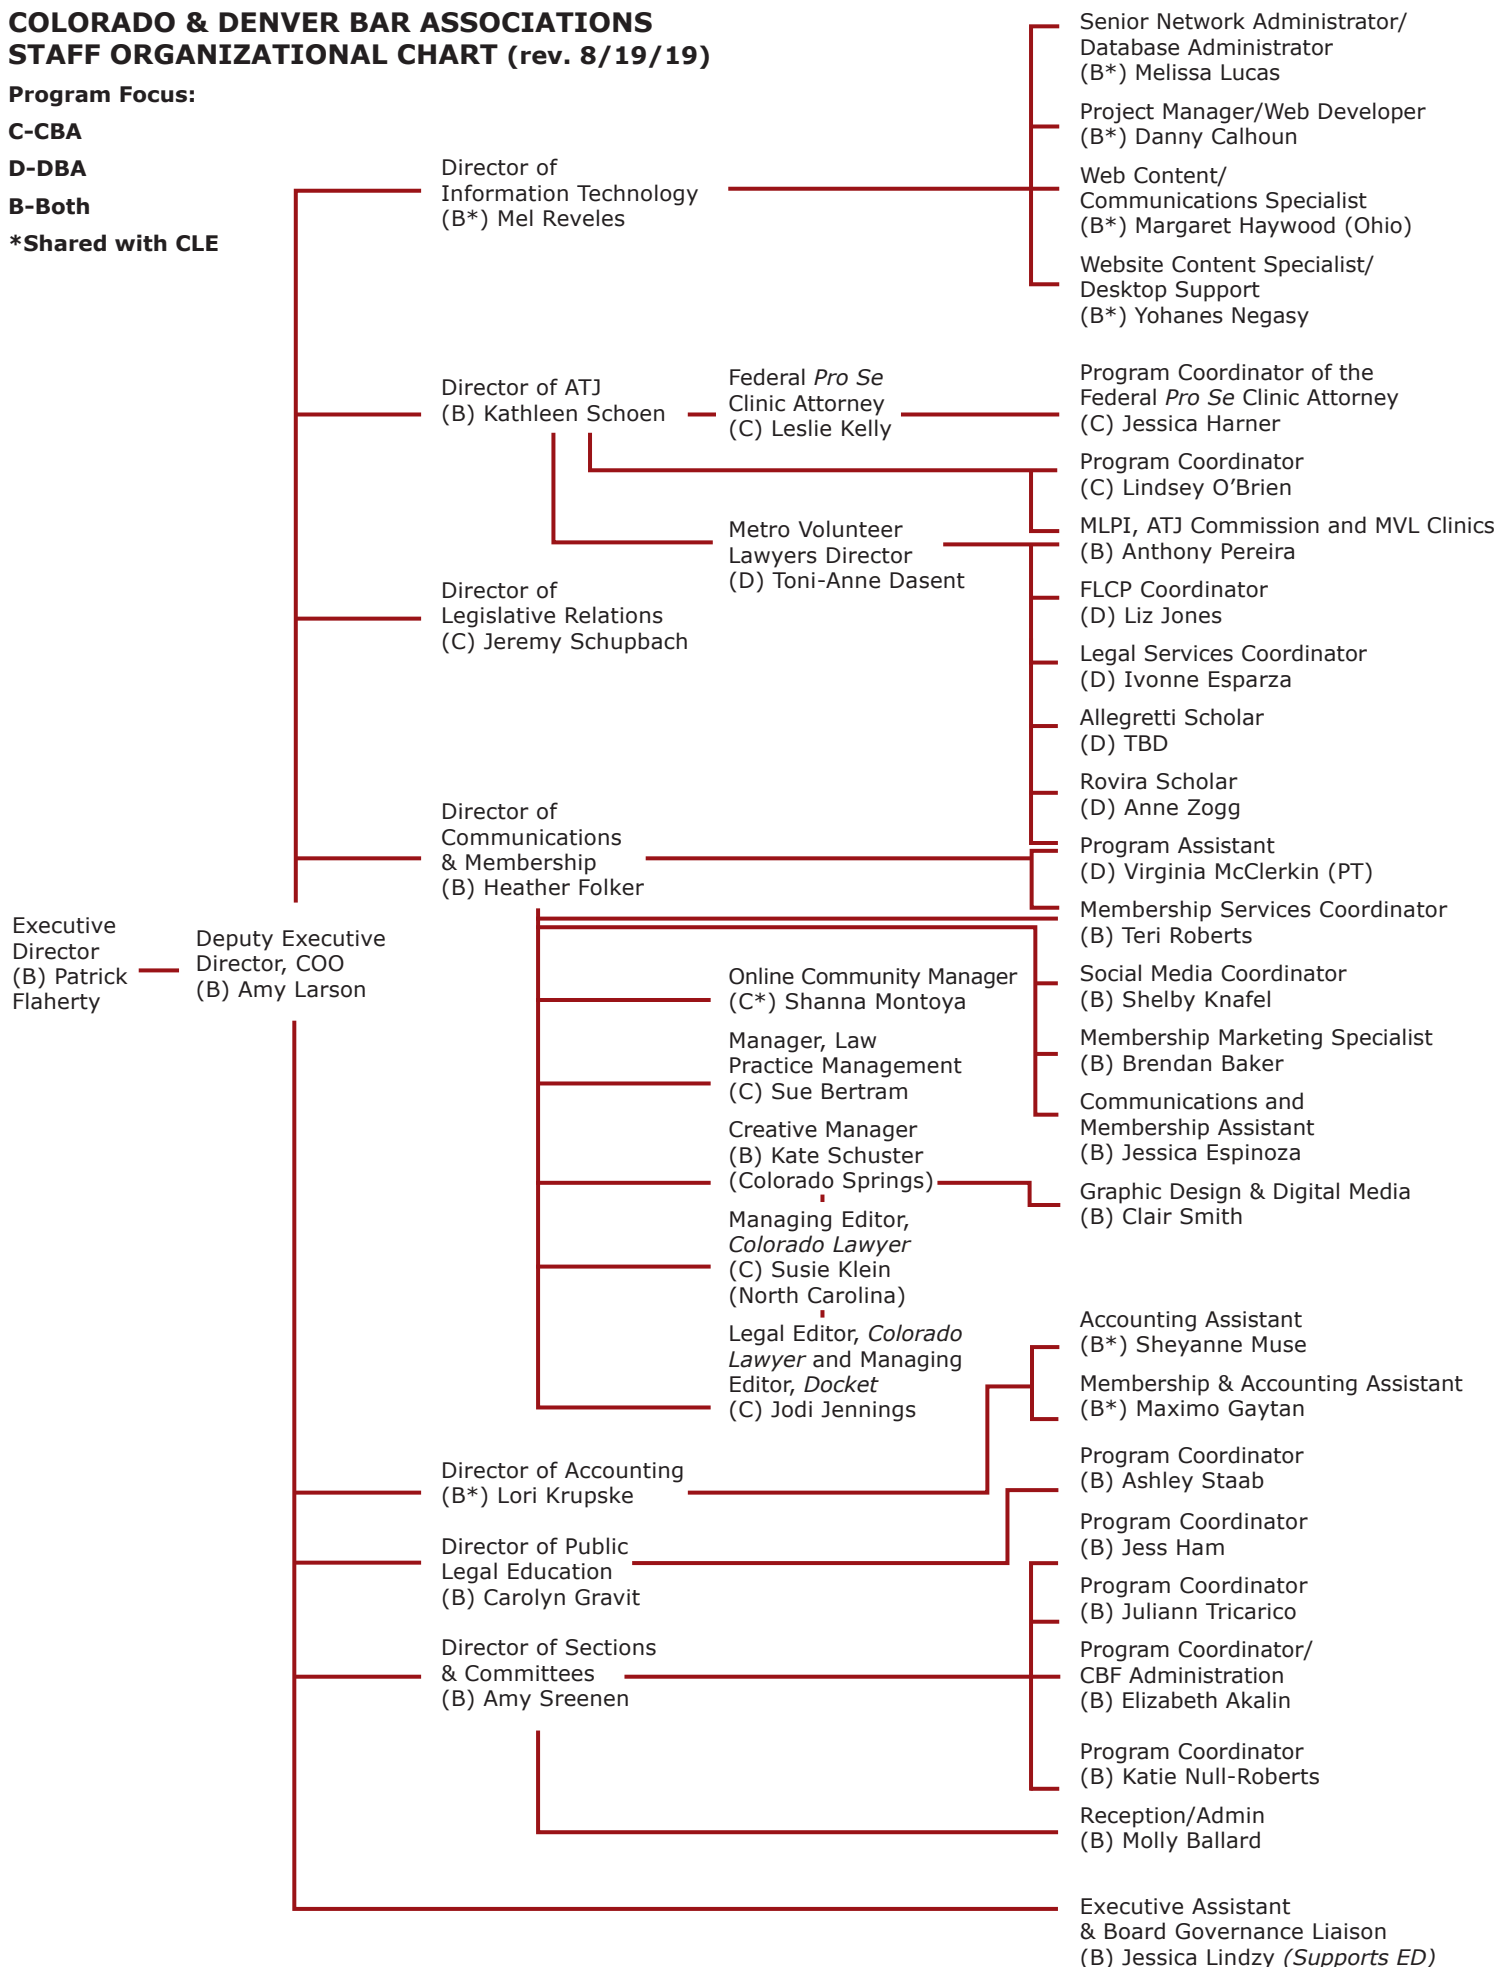 COLORADO & DENVER BAR ASSOCIATIONS
STAFF ORGANIZATIONAL CHART (rev. 8/19/19)
Program Focus:
C-CBA
D-DBA
B-Both
*Shared with CLE
Executive
Director
(B) Patrick
Flaherty
Deputy Executive
Director, COO
(B) Amy Larson
Director of
Information Technology
(B*) Mel Reveles
Senior Network Administrator/
Database Administrator
(B*) Melissa Lucas
Project Manager/Web Developer
(B*) Danny Calhoun
Web Content/
Communications Specialist
(B*) Margaret Haywood (Ohio)
Website Content Specialist/
Desktop Support
(B*) Yohanes Negasy
Director of ATJ
(B) Kathleen Schoen
Federal Pro Se
Clinic Attorney
(C) Leslie Kelly
Program Coordinator of the
Federal Pro Se Clinic Attorney
(C) Jessica Harner
Program Coordinator
(C) Lindsey O’Brien
MLPI, ATJ Commission and MVL Clinics
(B) Anthony Pereira
Metro Volunteer
Lawyers Director
(D) Toni-Anne Dasent
FLCP Coordinator
(D) Liz Jones
Legal Services Coordinator
(D) Ivonne Esparza
Allegretti Scholar
(D) TBD
Rovira Scholar
(D) Anne Zogg
Program Assistant
(D) Virginia McClerkin (PT)
Director of
Legislative Relations
(C) Jeremy Schupbach
Director of
Communications
& Membership
(B) Heather Folker
Membership Services Coordinator
(B) Teri Roberts
Social Media Coordinator
(B) Shelby Knafel
Membership Marketing Specialist
(B) Brendan Baker
Communications and
Membership Assistant
(B) Jessica Espinoza
Online Community Manager
(C*) Shanna Montoya
Manager, Law
Practice Management
(C) Sue Bertram
Creative Manager
(B) Kate Schuster
(Colorado Springs)
Graphic Design & Digital Media
(B) Clair Smith
Managing Editor,
Colorado Lawyer
(C) Susie Klein
(North Carolina)
Legal Editor, Colorado
Lawyer and Managing
Editor, Docket
(C) Jodi Jennings
Director of Accounting
(B*) Lori Krupske
Accounting Assistant
(B*) Sheyanne Muse
Membership & Accounting Assistant
(B*) Maximo Gaytan
Director of Public
Legal Education
(B) Carolyn Gravit
Program Coordinator
(B) Ashley Staab
Director of Sections
& Committees
(B) Amy Sreenen
Program Coordinator
(B) Jess Ham
Program Coordinator
(B) Juliann Tricarico
Program Coordinator/
CBF Administration
(B) Elizabeth Akalin
Program Coordinator
(B) Katie Null-Roberts
Reception/Admin
(B) Molly Ballard
Executive Assistant
& Board Governance Liaison
(B) Jessica Lindzy (Supports ED)